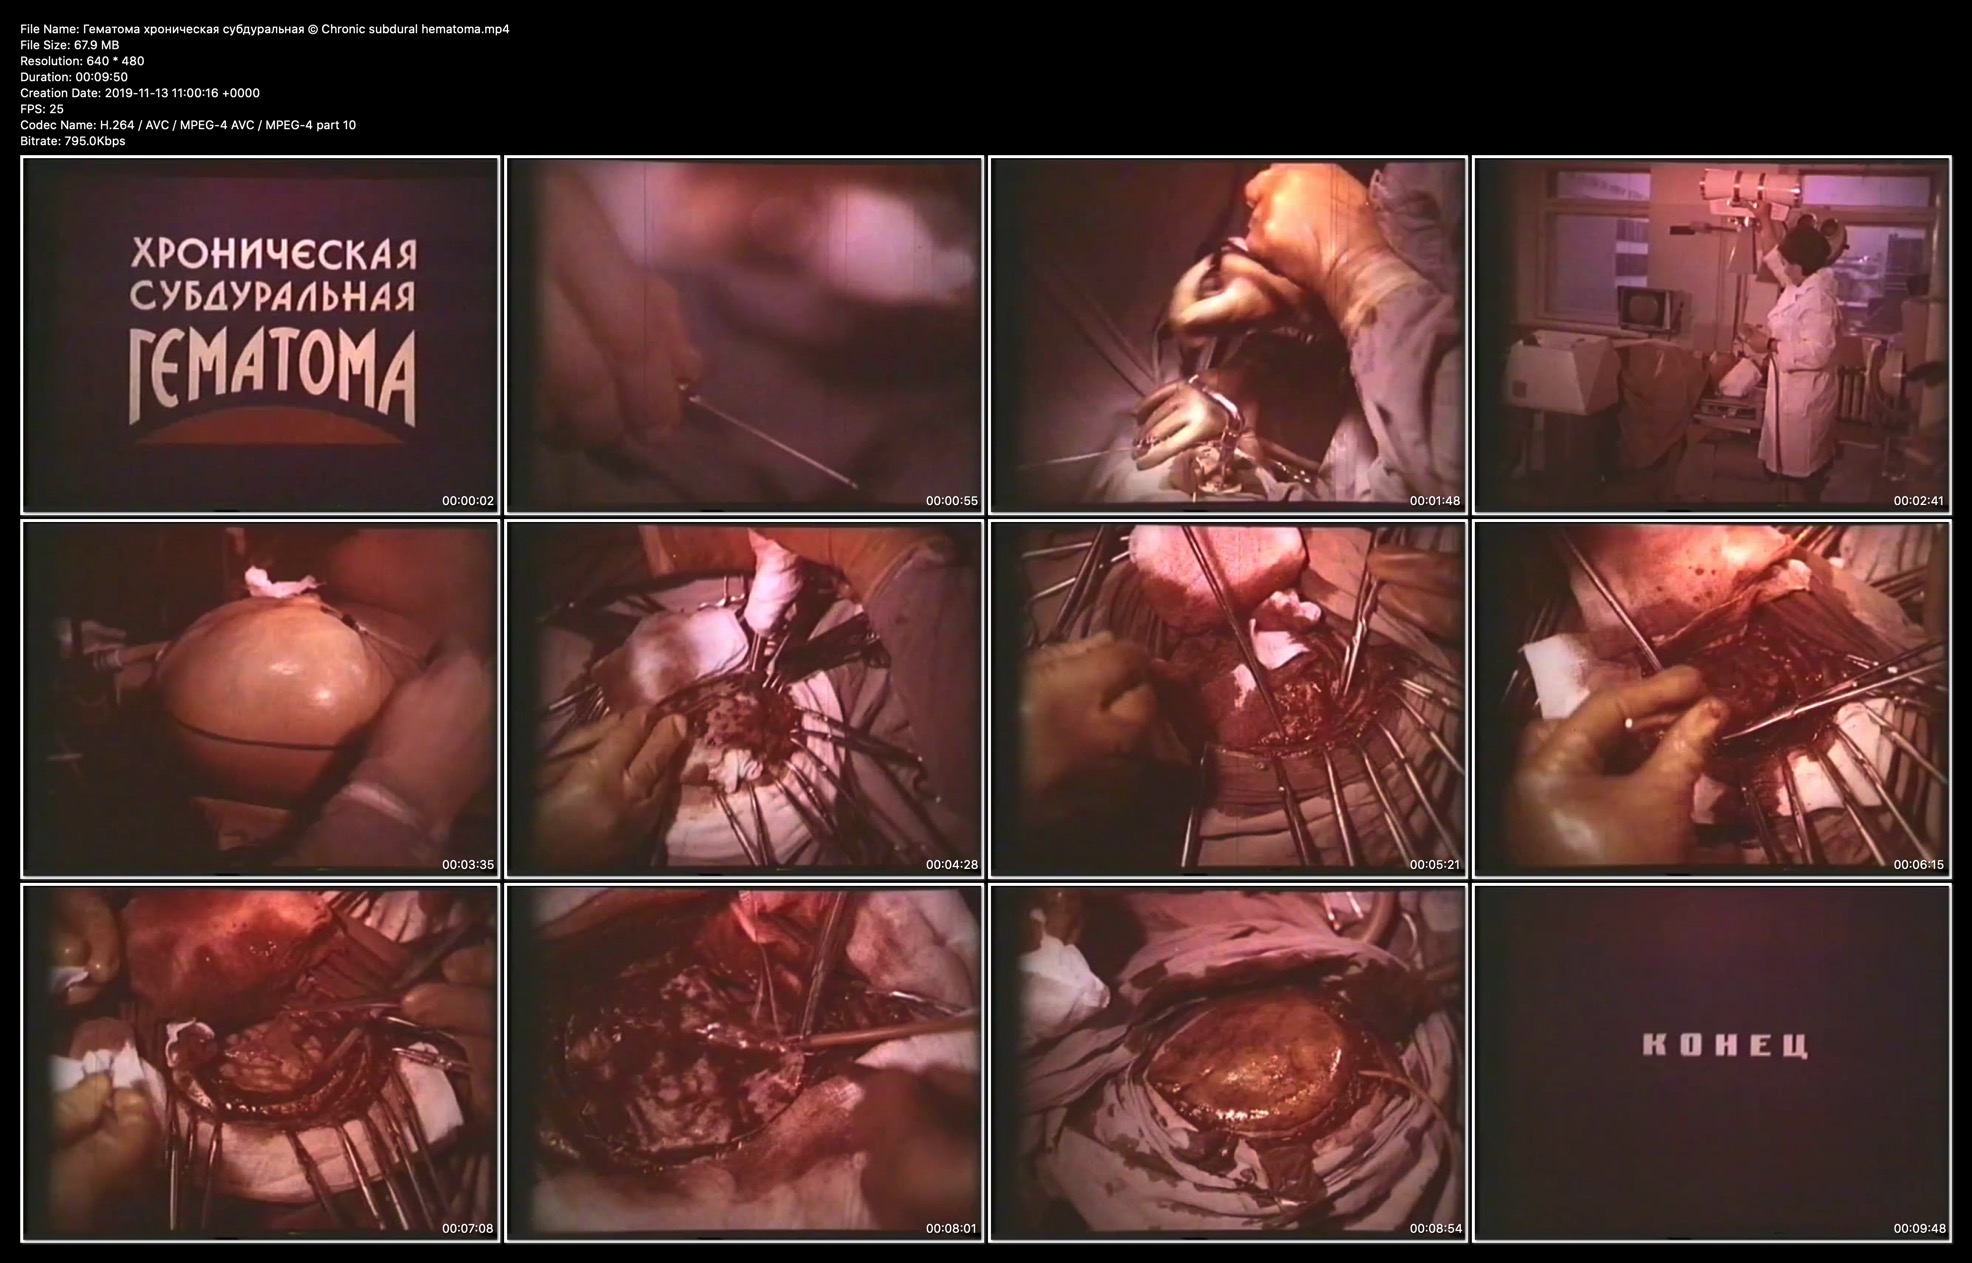 File Name: Гематома хроническая субдуральная © Chronic subdural hematoma.mp4
File Size: 67.9 MB
Resolution: 640 * 480
Duration: 00:09:50
Creation Date: 2019-11-13 11:00:16 +0000
FPS: 25
Codec Name: H.264 / AVC / MPEG-4 AVC / MPEG-4 part 10
Bitrate: 795.0Kbps
ХРОНИЧЕСКАЯ
СУБДУРАЛЬНАЯ
ГЕМАТОМА
00:00:02
00:00:55
00:01:48
00:02:41
00:03:35
00:04:28
00:05:21
00:06:15
00:07:08
00:08:01
00:08:54
КОНЕЦ
00:09:48